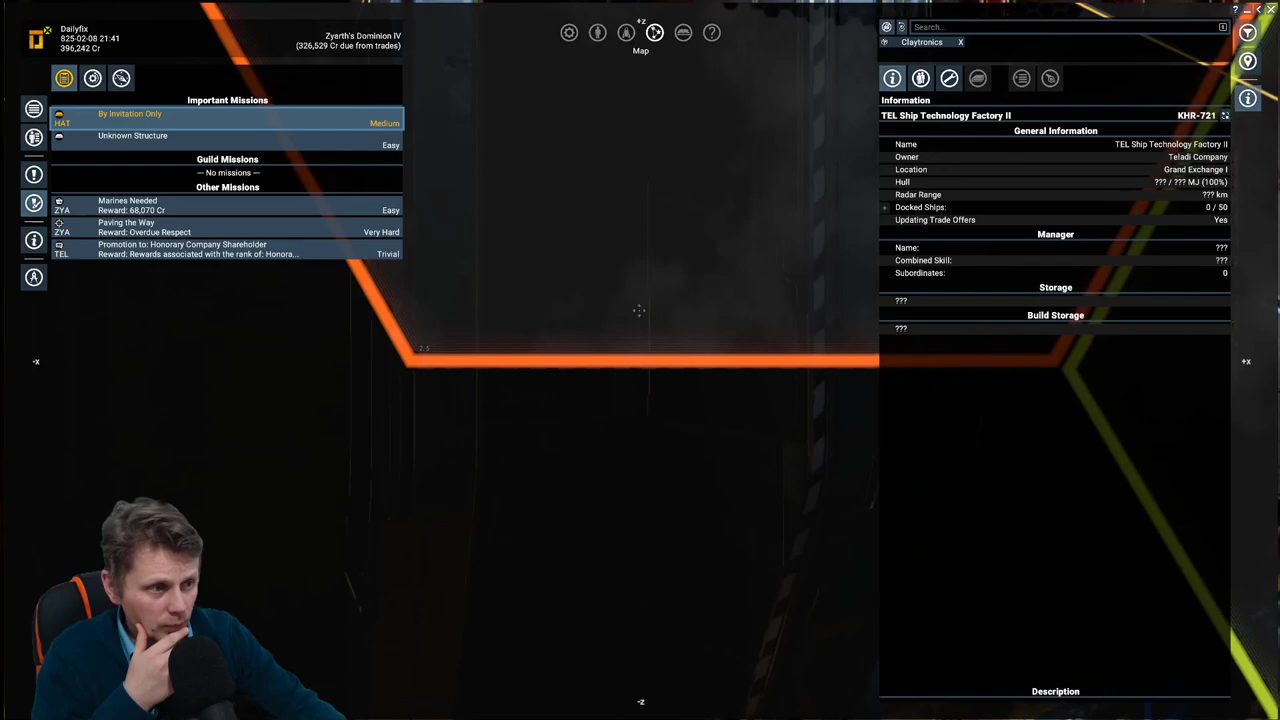 Dailyfix
825-02-08 21:41
396,242 Cr
Zyarth's Dominion IV
(326,529 Cr due from trades)
Important Missions
By Invitation Only
HAT Medium
Unknown Structure
Easy
Guild Missions
--- No missions ---
Other Missions
Marines Needed
ZYA Reward: 68,070 Cr Easy
Paving the Way
ZYA Reward: Overdue Respect Very Hard
Promotion to: Honorary Company Shareholder
TEL Reward: Rewards associated with the rank of: Honora... Trivial
+z
?
Map
2.5
-x
+x
-z
?
Search...
Claytronics X
Information
TEL Ship Technology Factory II KHR-721
General Information
Name TEL Ship Technology Factory II
Owner Teladi Company
Location Grand Exchange I
Hull ??? / ??? MJ (100%)
Radar Range ??? km
+ Docked Ships: 0 / 50
Updating Trade Offers Yes
Manager
Name: ???
Combined Skill: ???
Subordinates: 0
Storage
???
Build Storage
???
Description